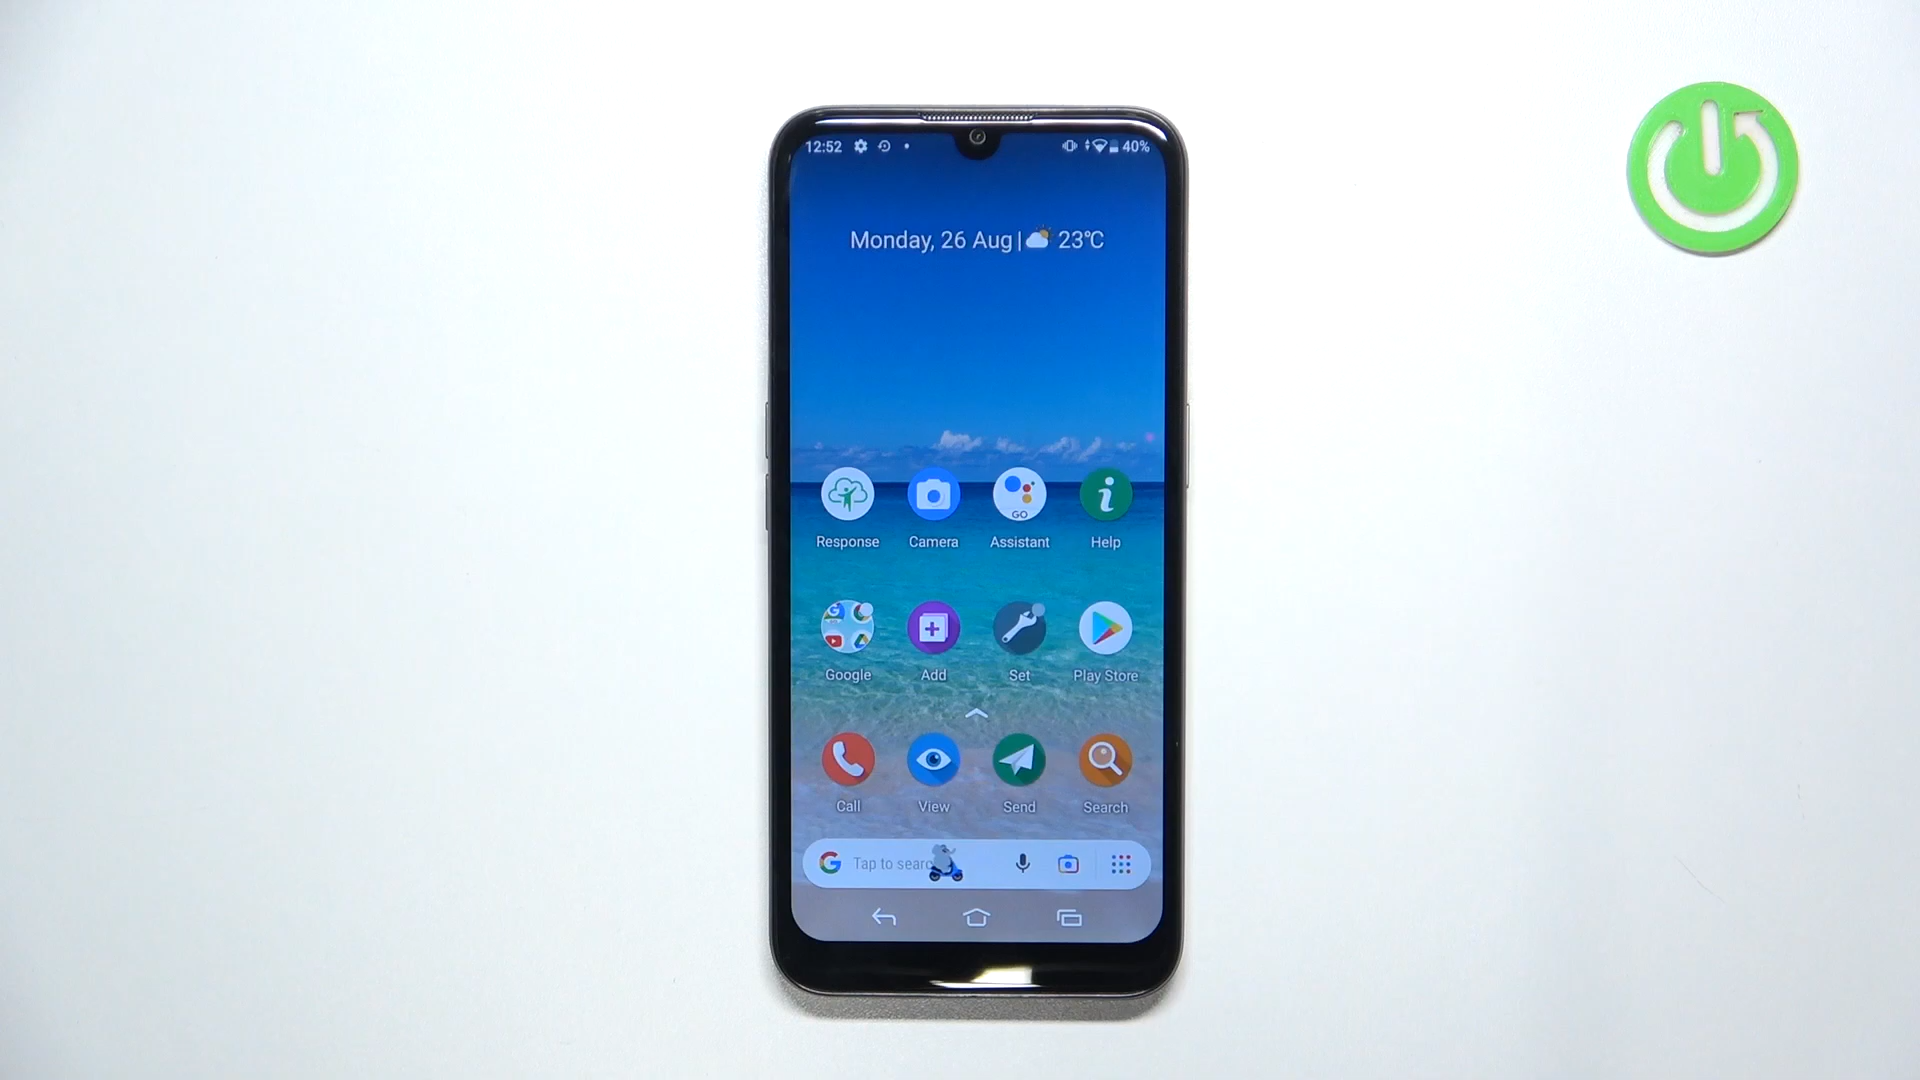 12:52 40%
Monday, 26 Aug | 23°C
Response Camera Assistant Help
GO
Google Add Set Play Store
Call View Send Search
G Tap to searc